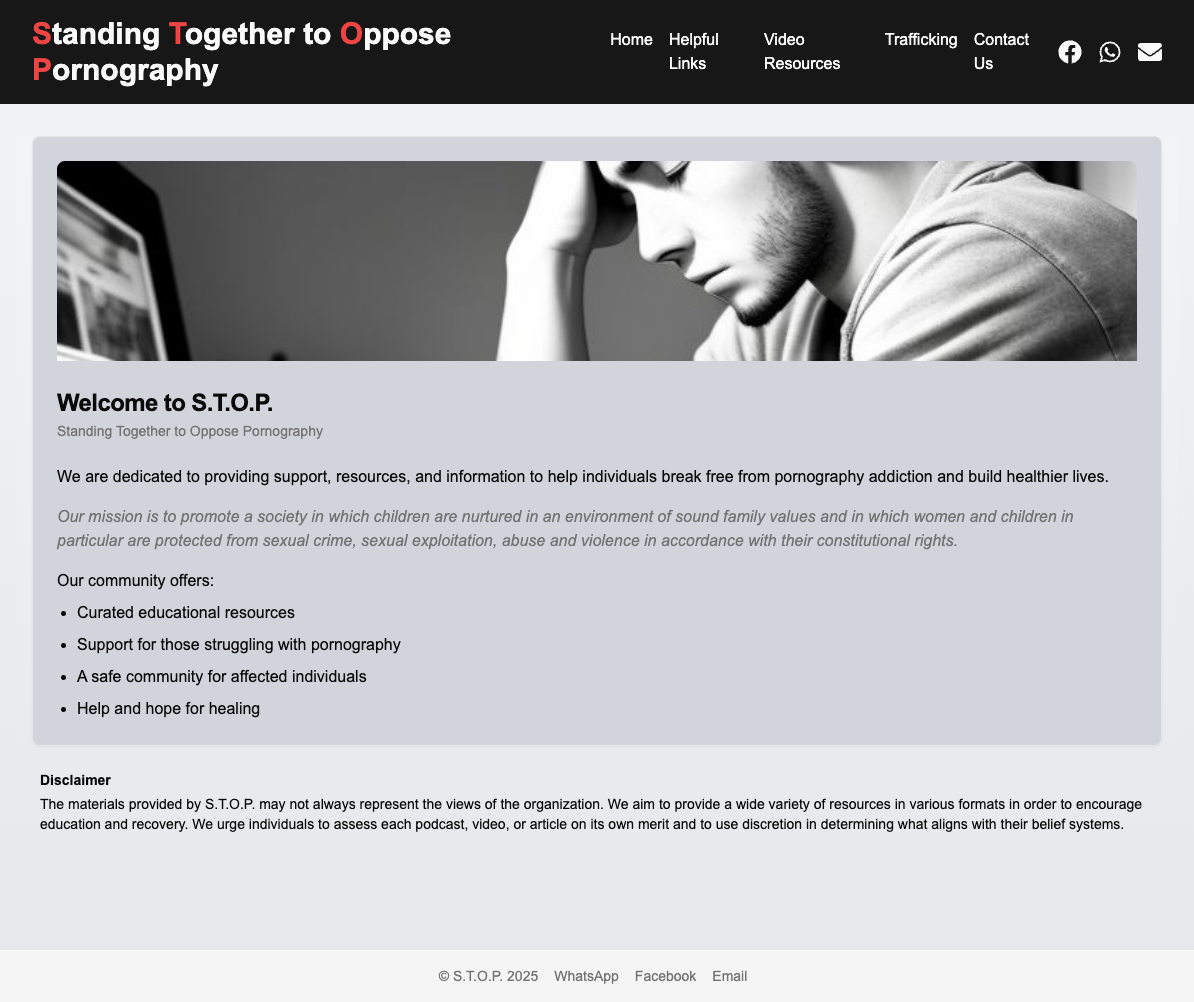 Standing Together to Oppose
Pornography
Home
Helpful
Links
Video
Resources
Trafficking
Contact
Us
Welcome to S.T.O.P.
Standing Together to Oppose Pornography
We are dedicated to providing support, resources, and information to help individuals break free from pornography addiction and build healthier lives.
Our mission is to promote a society in which children are nurtured in an environment of sound family values and in which women and children in
particular are protected from sexual crime, sexual exploitation, abuse and violence in accordance with their constitutional rights.
Our community offers:
• Curated educational resources
• Support for those struggling with pornography
• A safe community for affected individuals
• Help and hope for healing
Disclaimer
The materials provided by S.T.O.P. may not always represent the views of the organization. We aim to provide a wide variety of resources in various formats in order to encourage
education and recovery. We urge individuals to assess each podcast, video, or article on its own merit and to use discretion in determining what aligns with their belief systems.
© S.T.O.P. 2025 WhatsApp Facebook Email